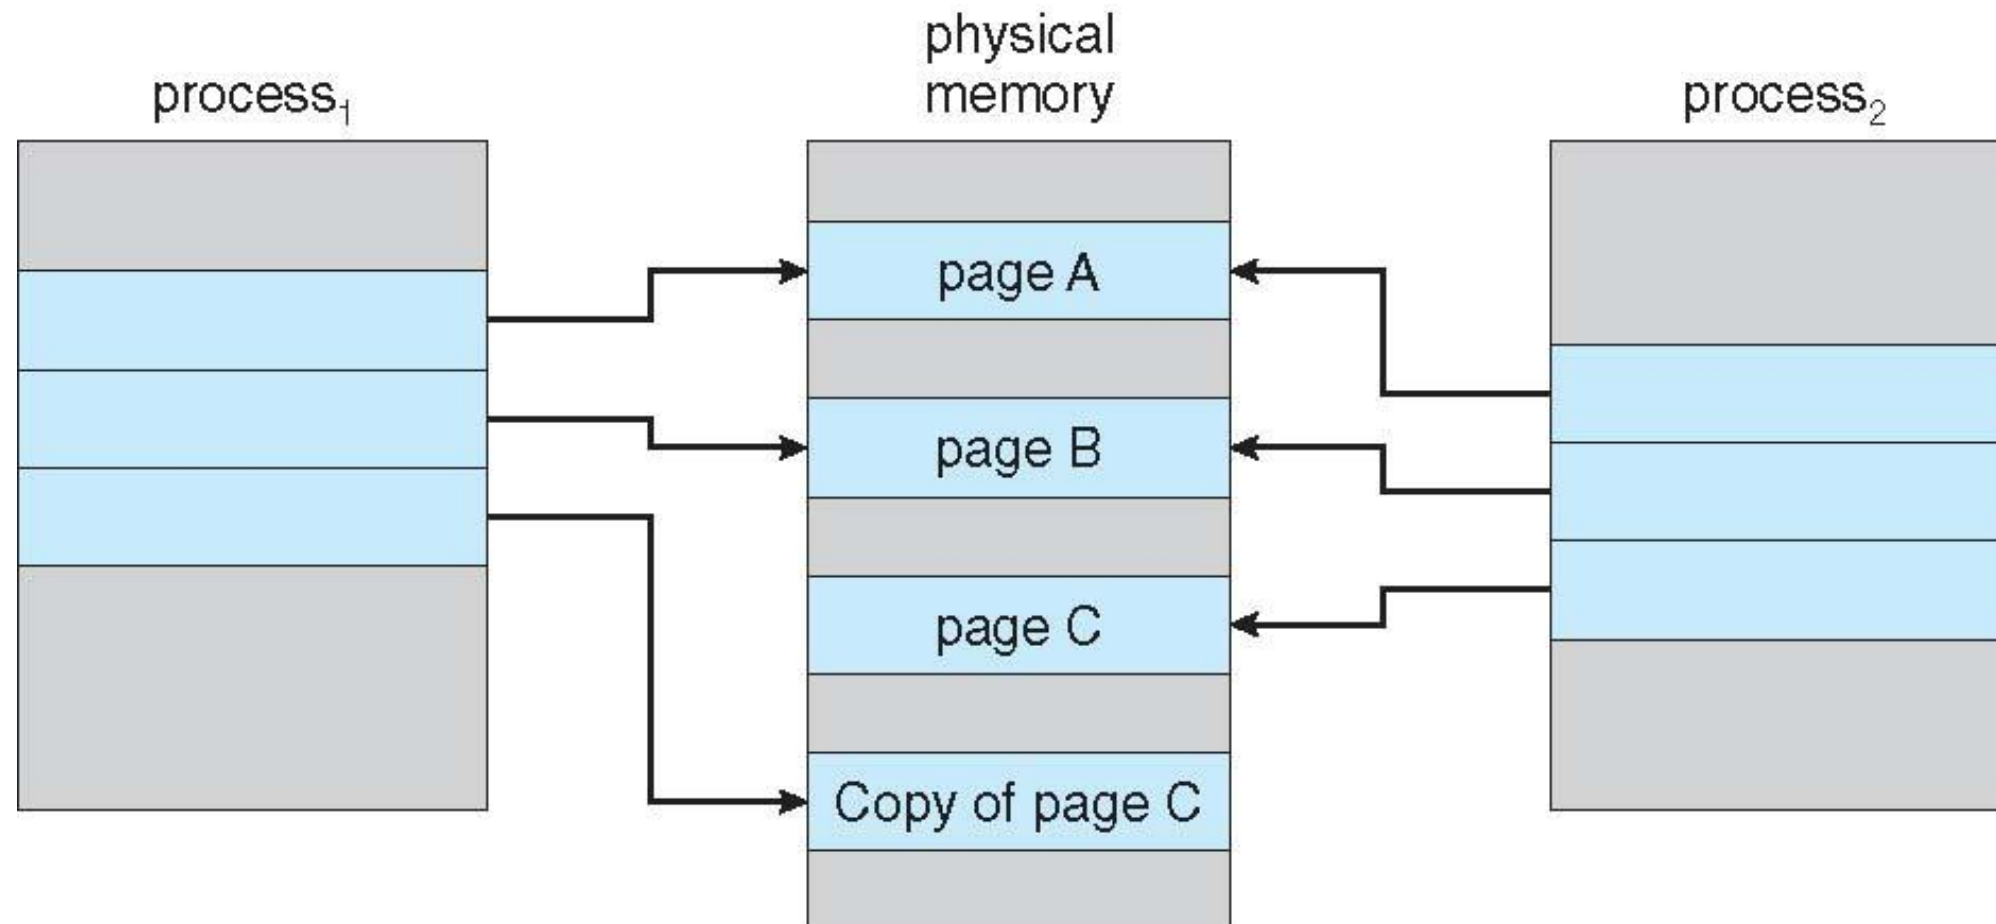 process₁
physical
memory
process₂
page A
page B
page C
Copy of page C